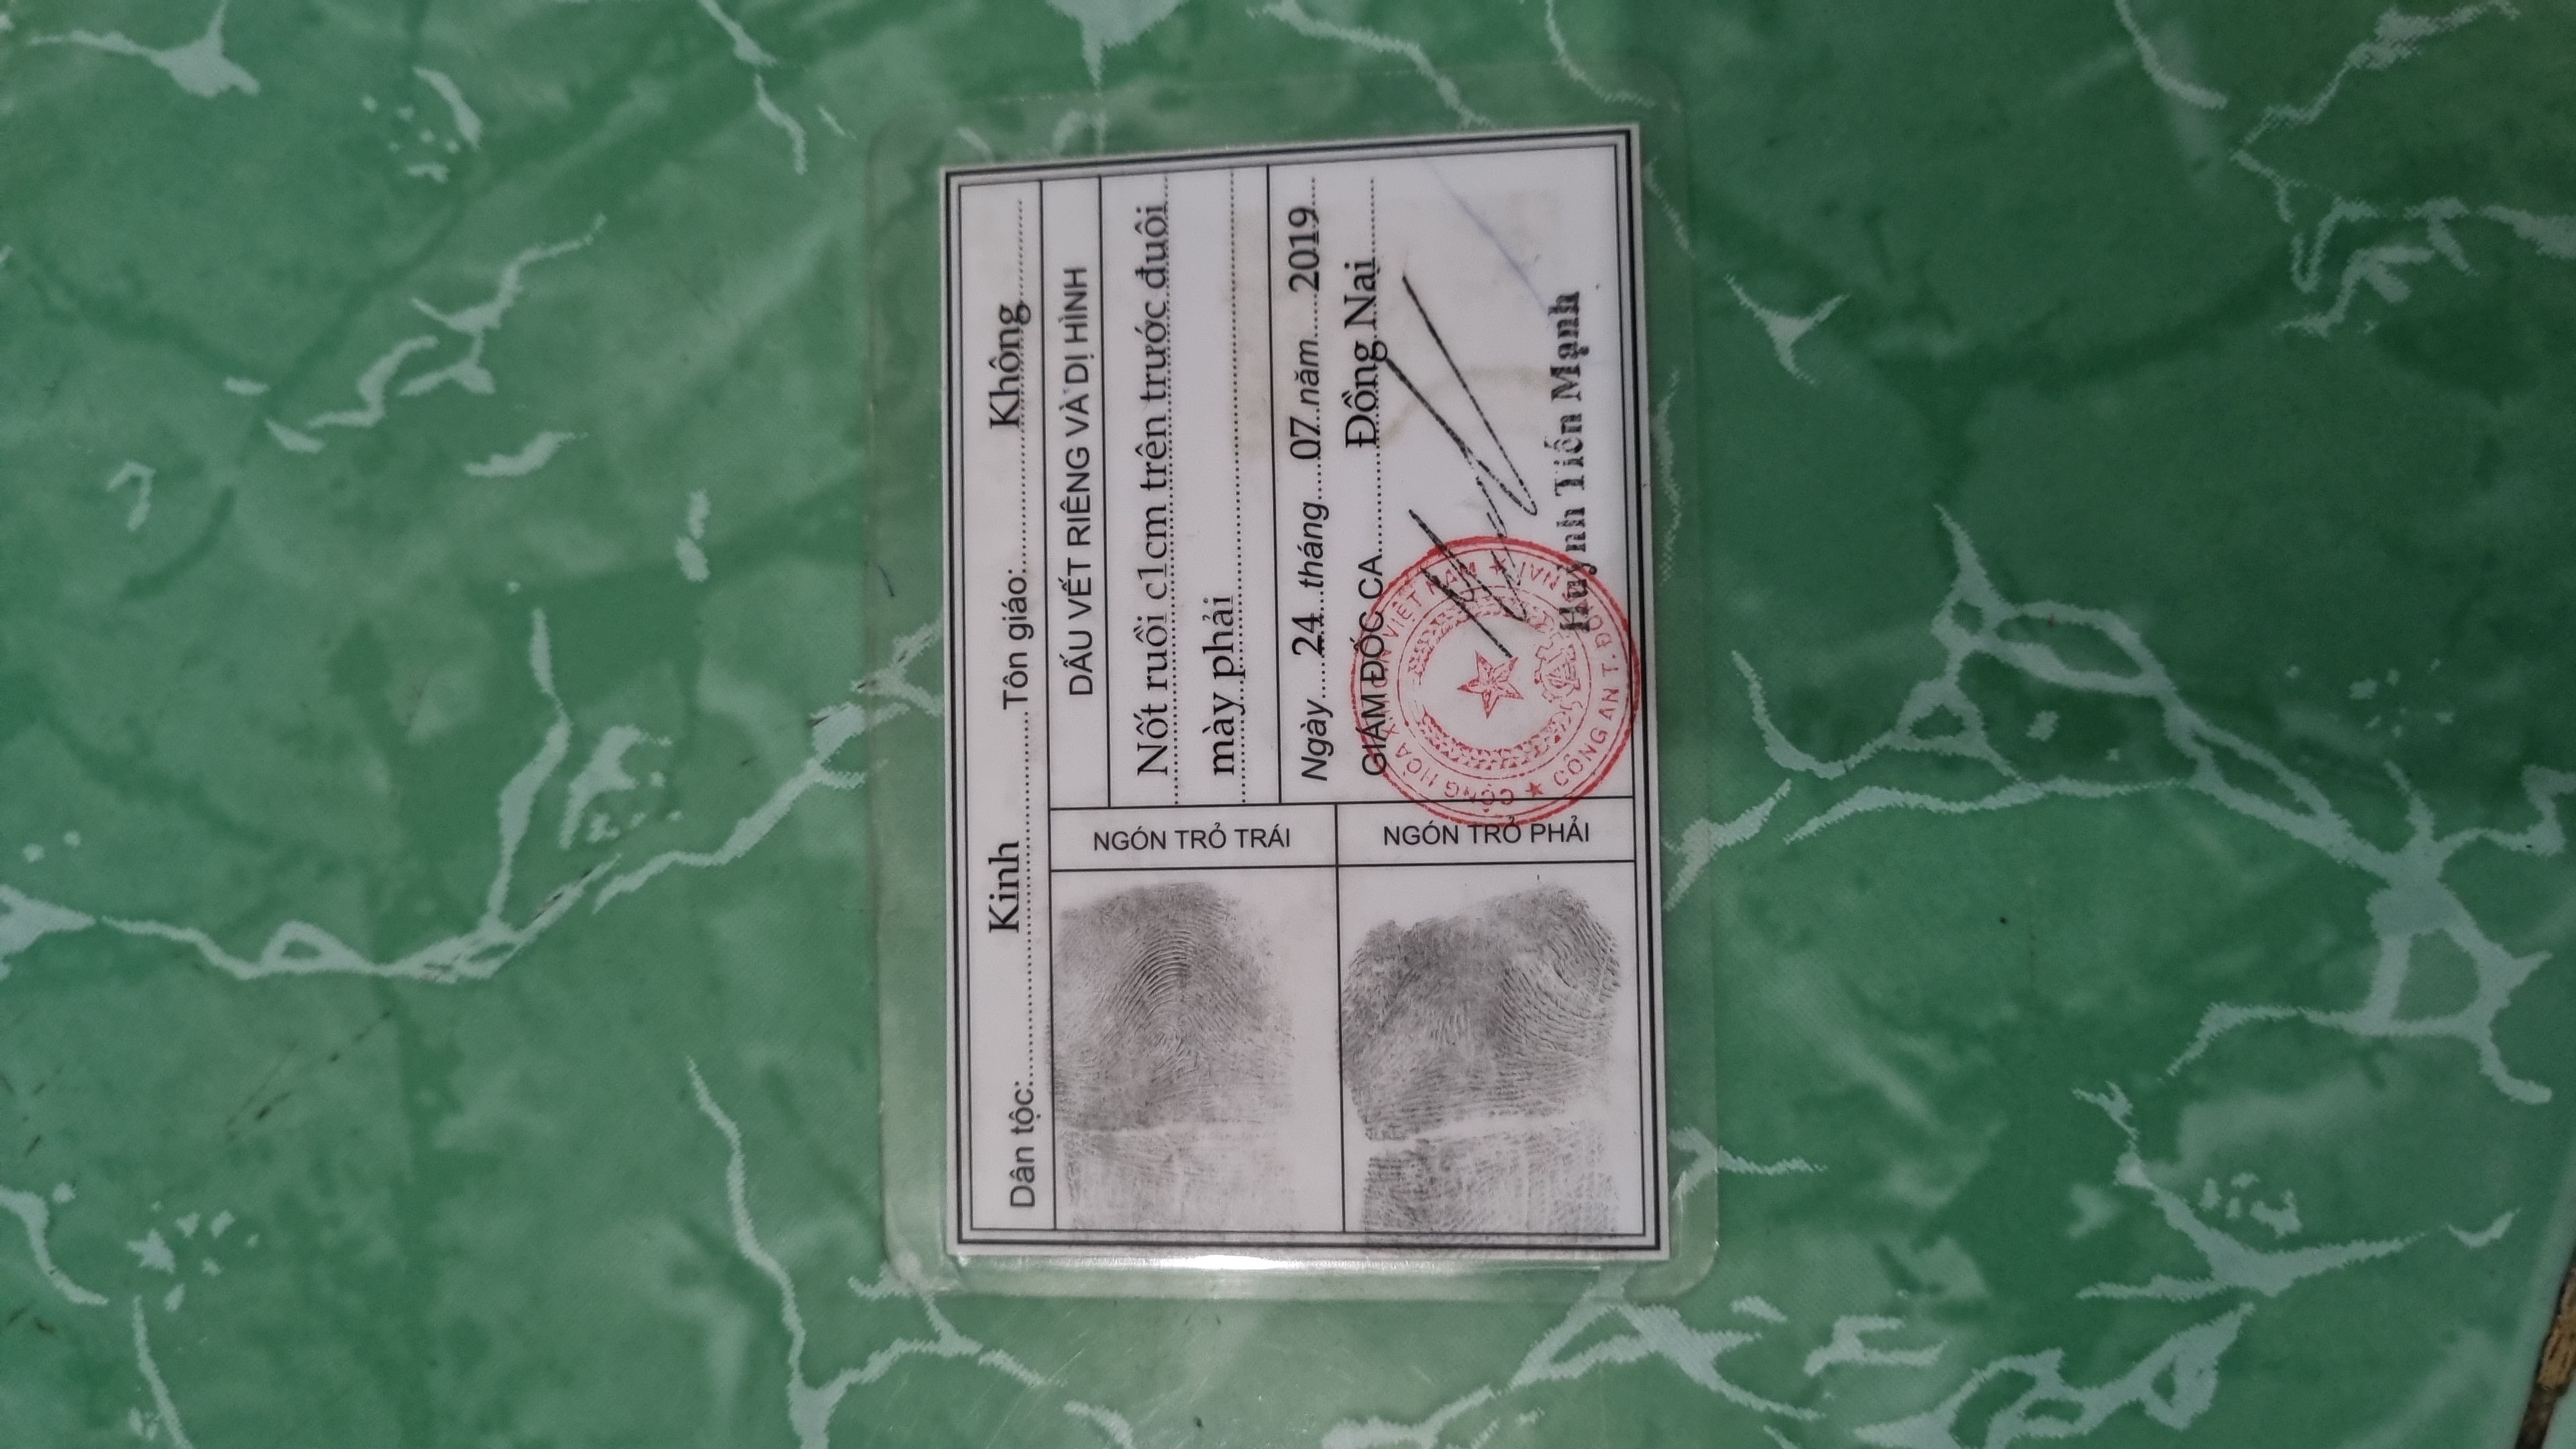 Dân tộc: Kinh Tôn giáo: Không
NGÓN TRỎ TRÁI
DẤU VẾT RIÊNG VÀ DỊ HÌNH
Nốt ruồi c1cm trên trước đuôi
mày phải
Ngày 24 tháng 07 năm 2019
GIÁM ĐỐC CA Đồng Nai
NGÓN TRỎ PHẢI
CỘNG HÒA X.H.C.N VIỆT NAM
CÔNG AN T. ĐỒNG NAI
Huỳnh Tiến Mạnh